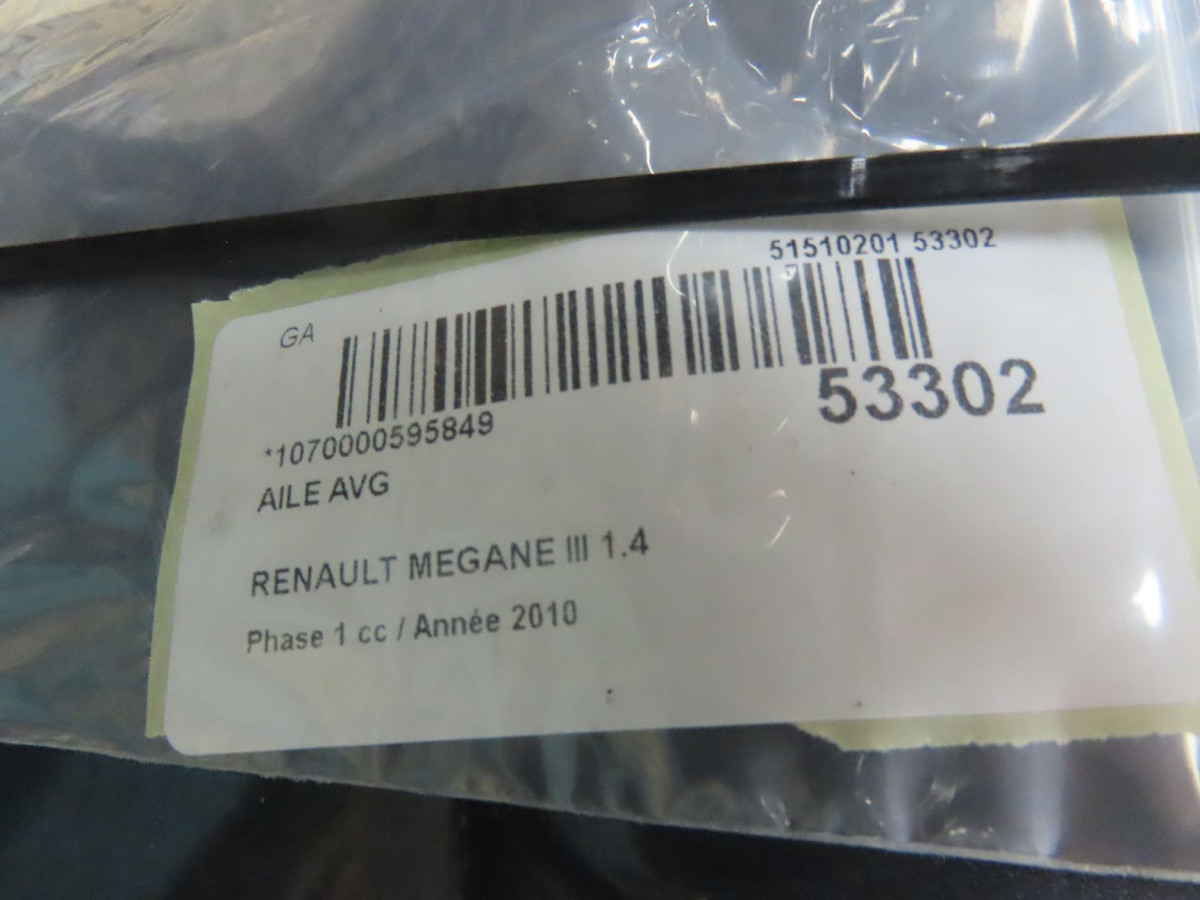 51510201 53302
GA
53302
*1070000595849
AILE AVG
RENAULT MEGANE III 1.4
Phase 1 cc / Année 2010